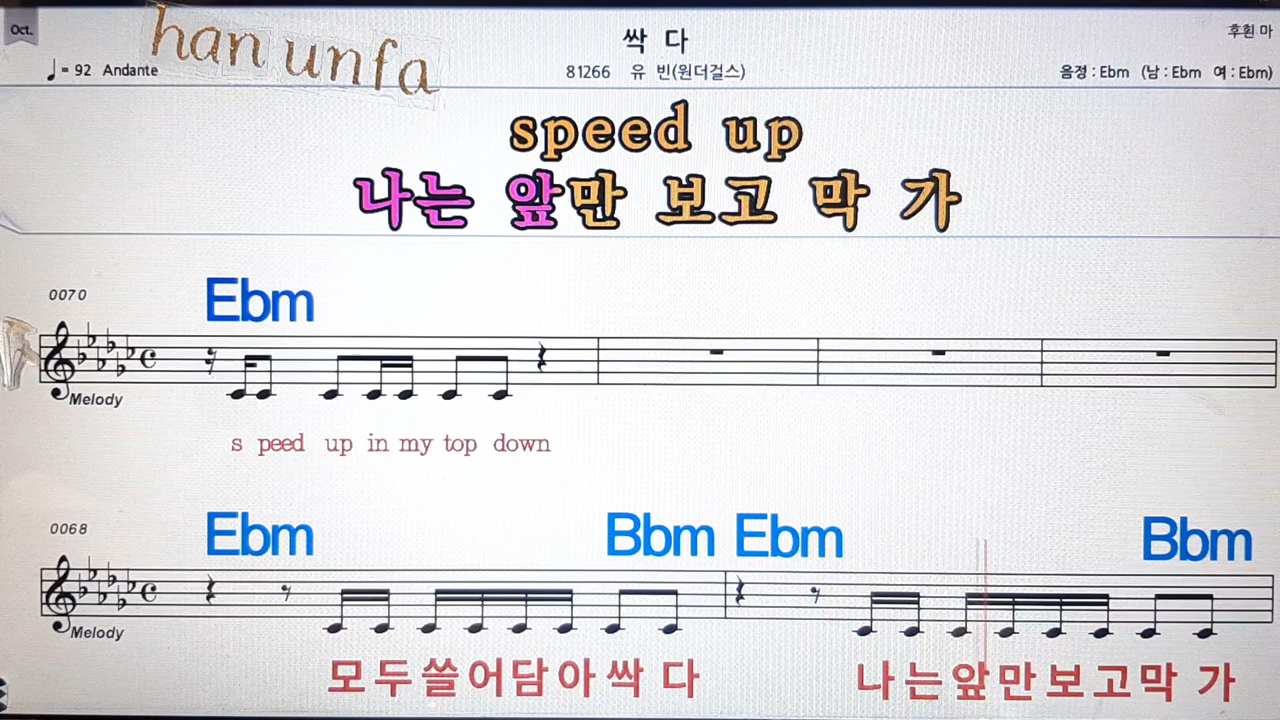 Oct.
han unfa
싹 다
후휜 마
♩= 92 Andante
81266 유 빈(원더걸스)
음정 : Ebm (남 : Ebm 여 : Ebm)
speed up
나는 앞만 보고 막 가
0070
Ebm
Melody
s peed up in my top down
0068
Ebm Bbm Ebm Bbm
Melody
모두쓸어담아싹 다 나는앞만보고막 가